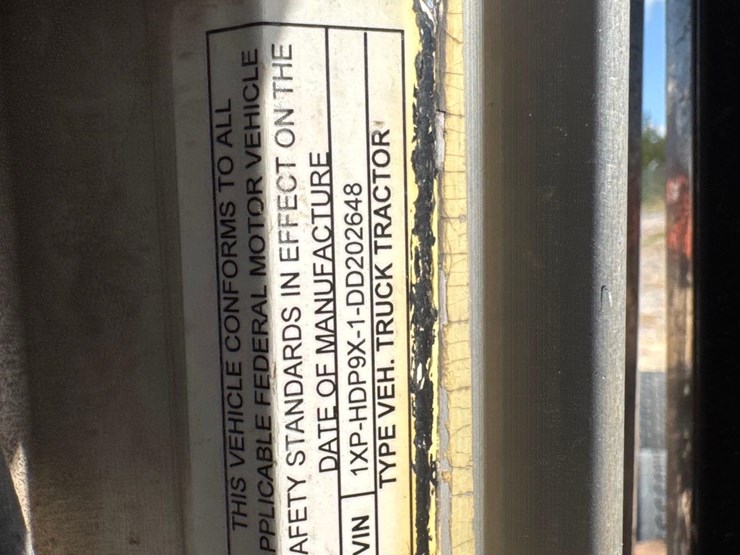 THIS VEHICLE CONFORMS TO ALL
PPLICABLE FEDERAL MOTOR VEHICLE
AFETY STANDARDS IN EFFECT ON THE
DATE OF MANUFACTURE
VIN 1XP-HDP9X-1-DD202648
TYPE VEH. TRUCK TRACTOR